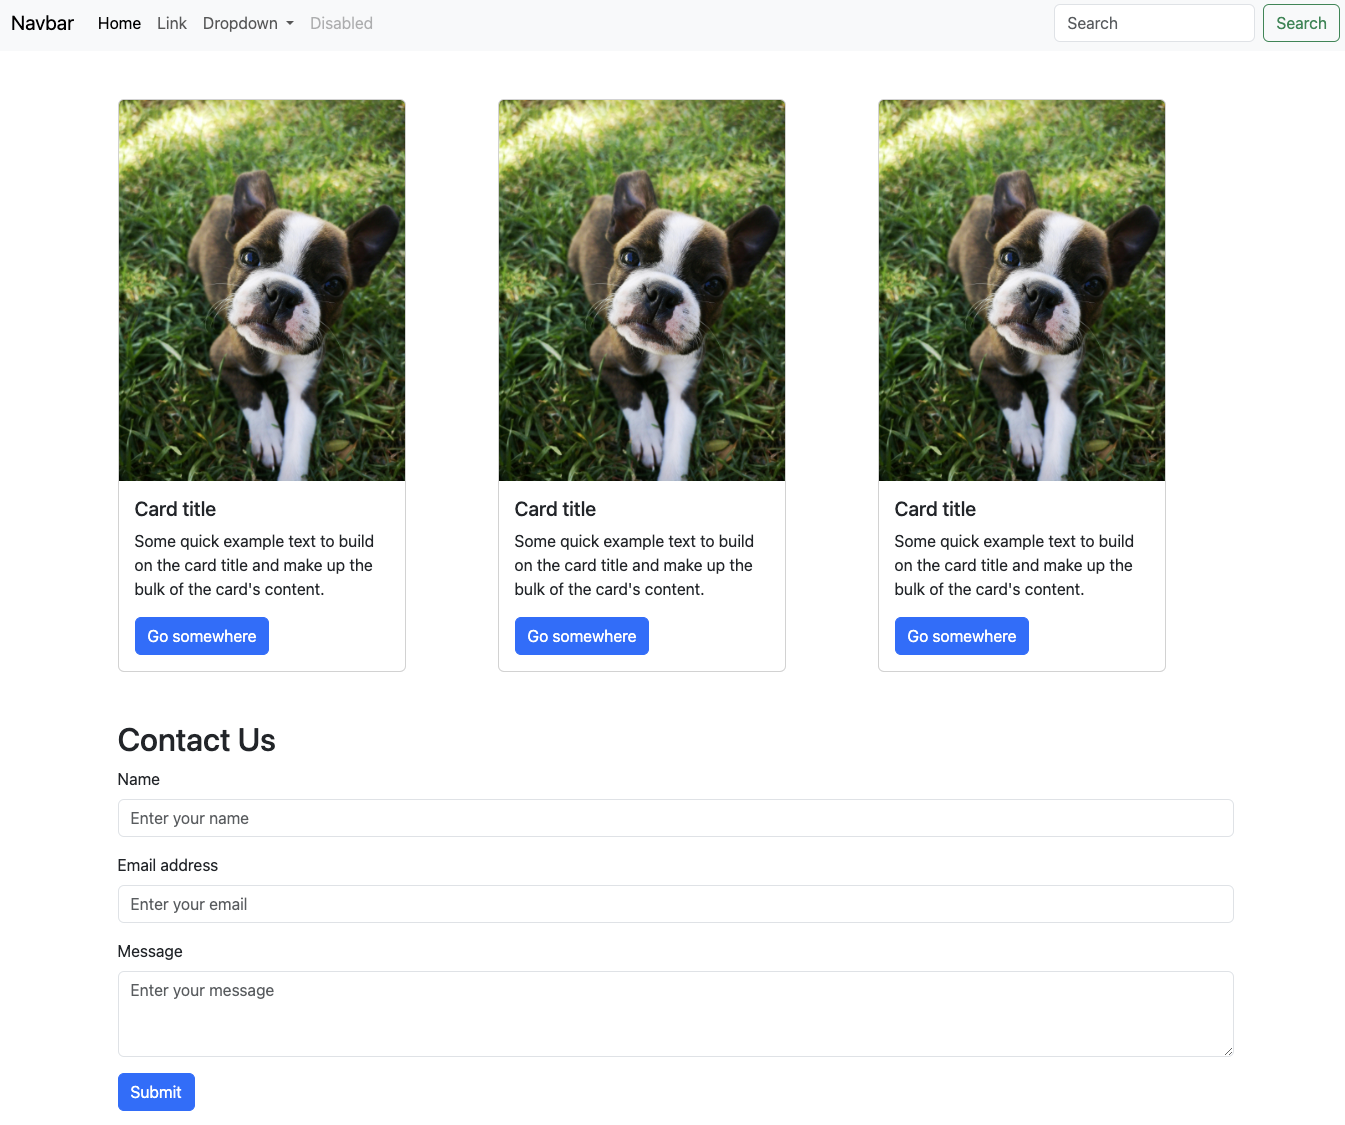 Navbar Home Link Dropdown Disabled Search Search
Card title
Some quick example text to build
on the card title and make up the
bulk of the card's content.
Go somewhere
Card title
Some quick example text to build
on the card title and make up the
bulk of the card's content.
Go somewhere
Card title
Some quick example text to build
on the card title and make up the
bulk of the card's content.
Go somewhere
Contact Us
Name
Enter your name
Email address
Enter your email
Message
Enter your message
Submit